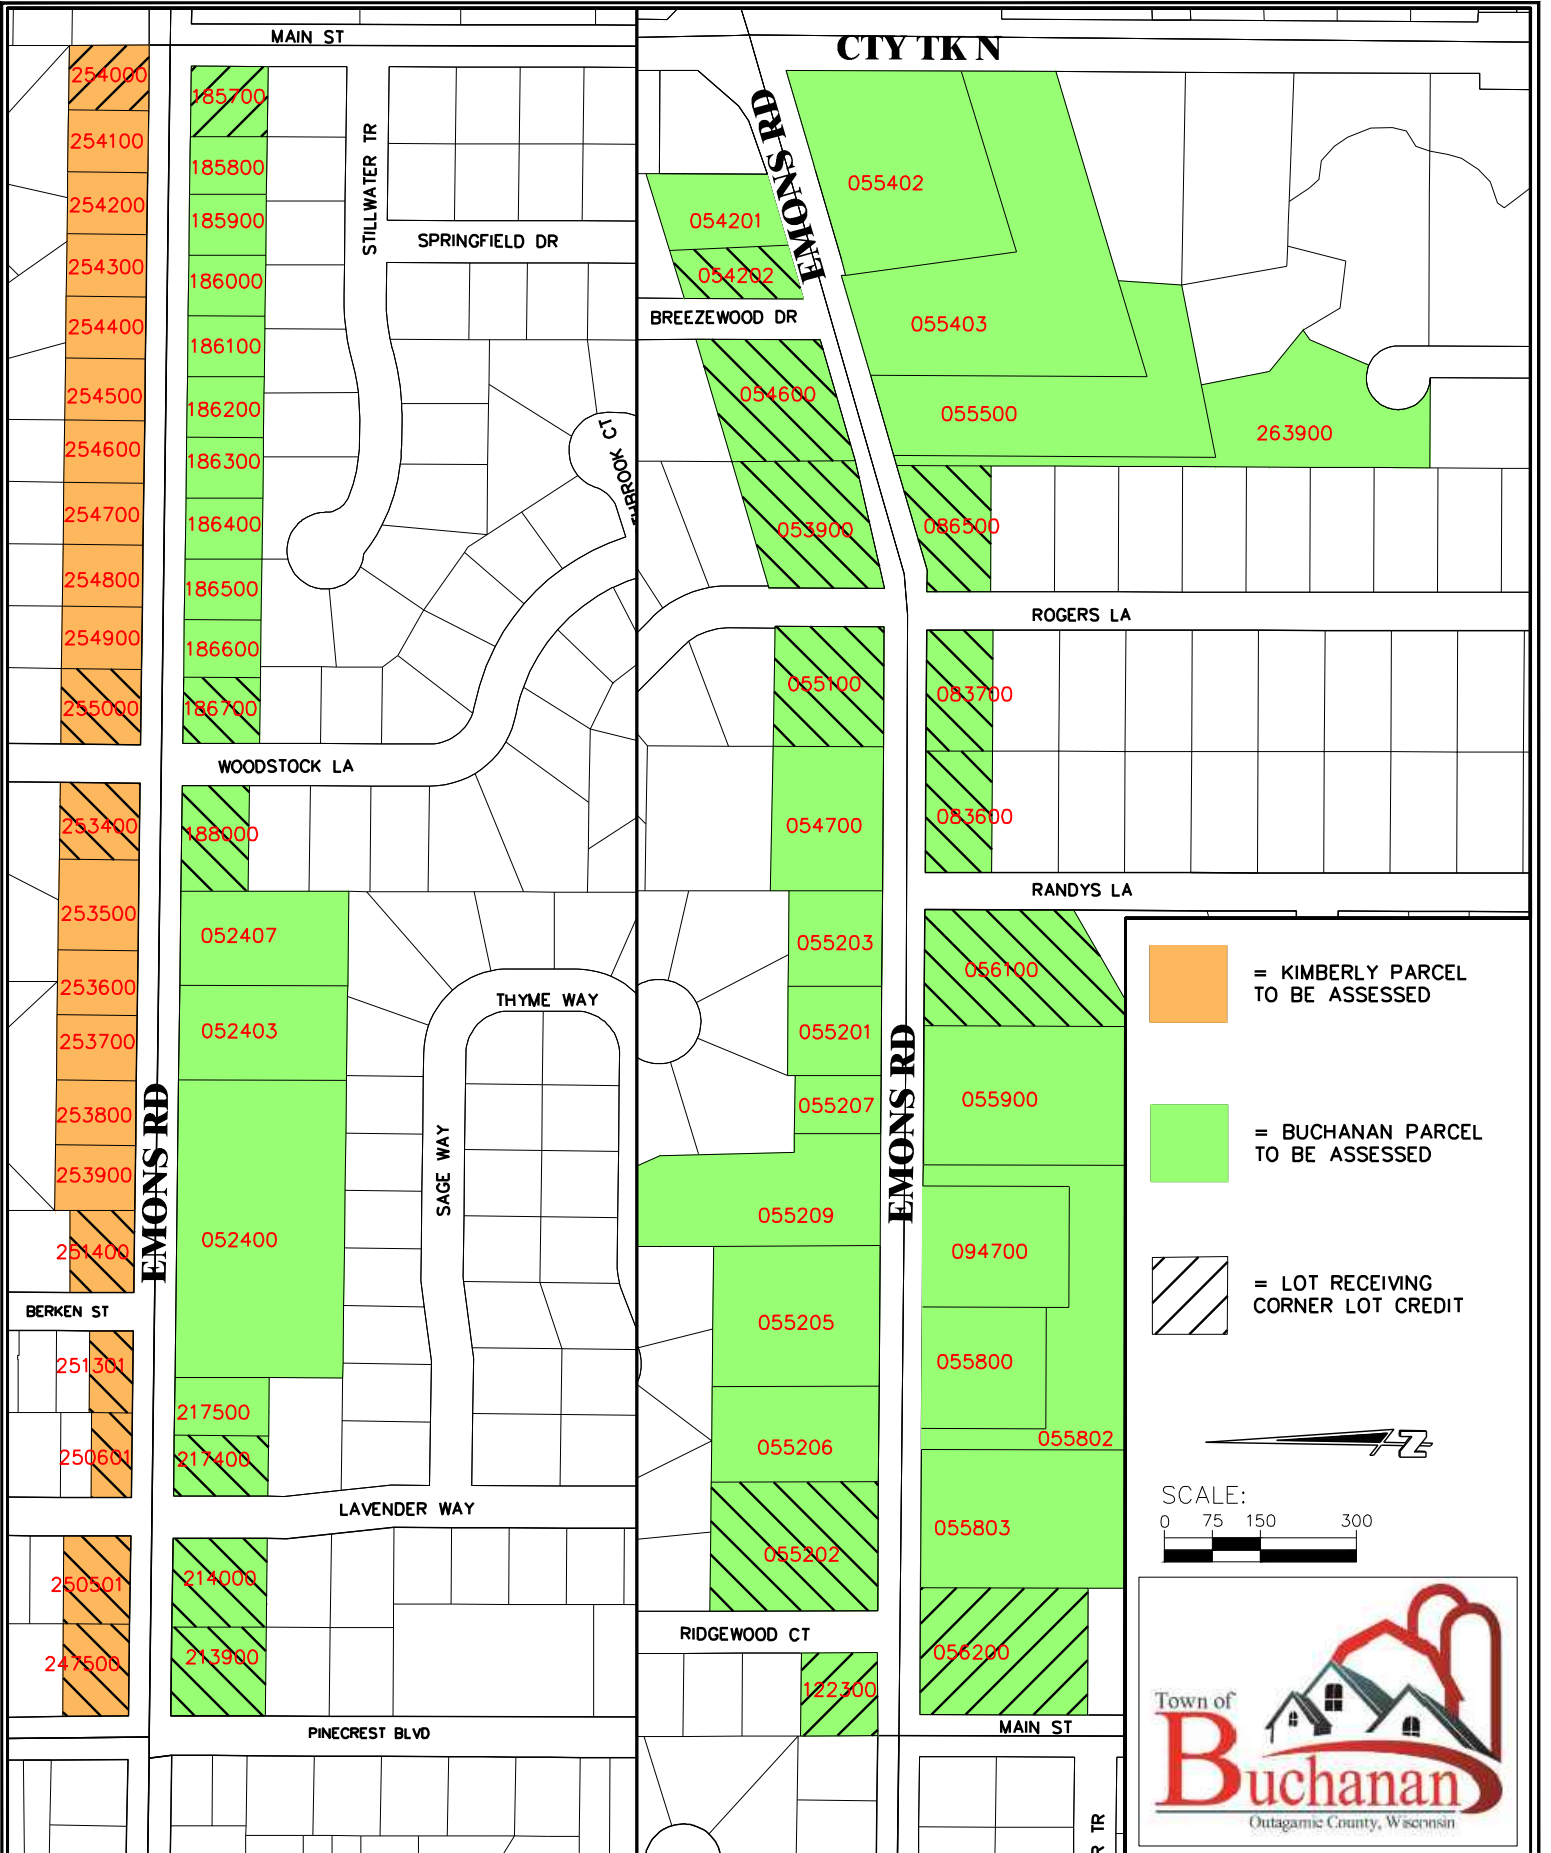 MAIN ST
254000
254100
254200
254300
254400
254500
254600
254700
254800
254900
255000
185700
185800
185900
186000
186100
186200
186300
186400
186500
186600
186700
STILLWATER TR
SPRINGFIELD DR
WOODSTOCK LA
253400
253500
253600
253700
253800
253900
251400
BERKEN ST
251301
250601
250501
247500
188000
052407
052403
052400
217500
217400
214000
213900
EMONS RD
THYME WAY
SAGE WAY
LAVENDER WAY
PINECREST BLVD
CTY TK N
EMONS RD
055402
054201
054202
BREEZEWOOD DR
055403
054600
055500
263900
053900
086500
ROGERS LA
055100
083700
054700
083600
RANDYS LA
055203
056100
055201
055900
055207
EMONS RD
055209
094700
055205
055800
055802
055206
055803
055202
RIDGEWOOD CT
056200
122300
MAIN ST
R TR
= KIMBERLY PARCEL
TO BE ASSESSED
= BUCHANAN PARCEL
TO BE ASSESSED
= LOT RECEIVING
CORNER LOT CREDIT
Z
SCALE:
0 75 150 300
Town of
Buchanan
Outagamie County, Wisconsin